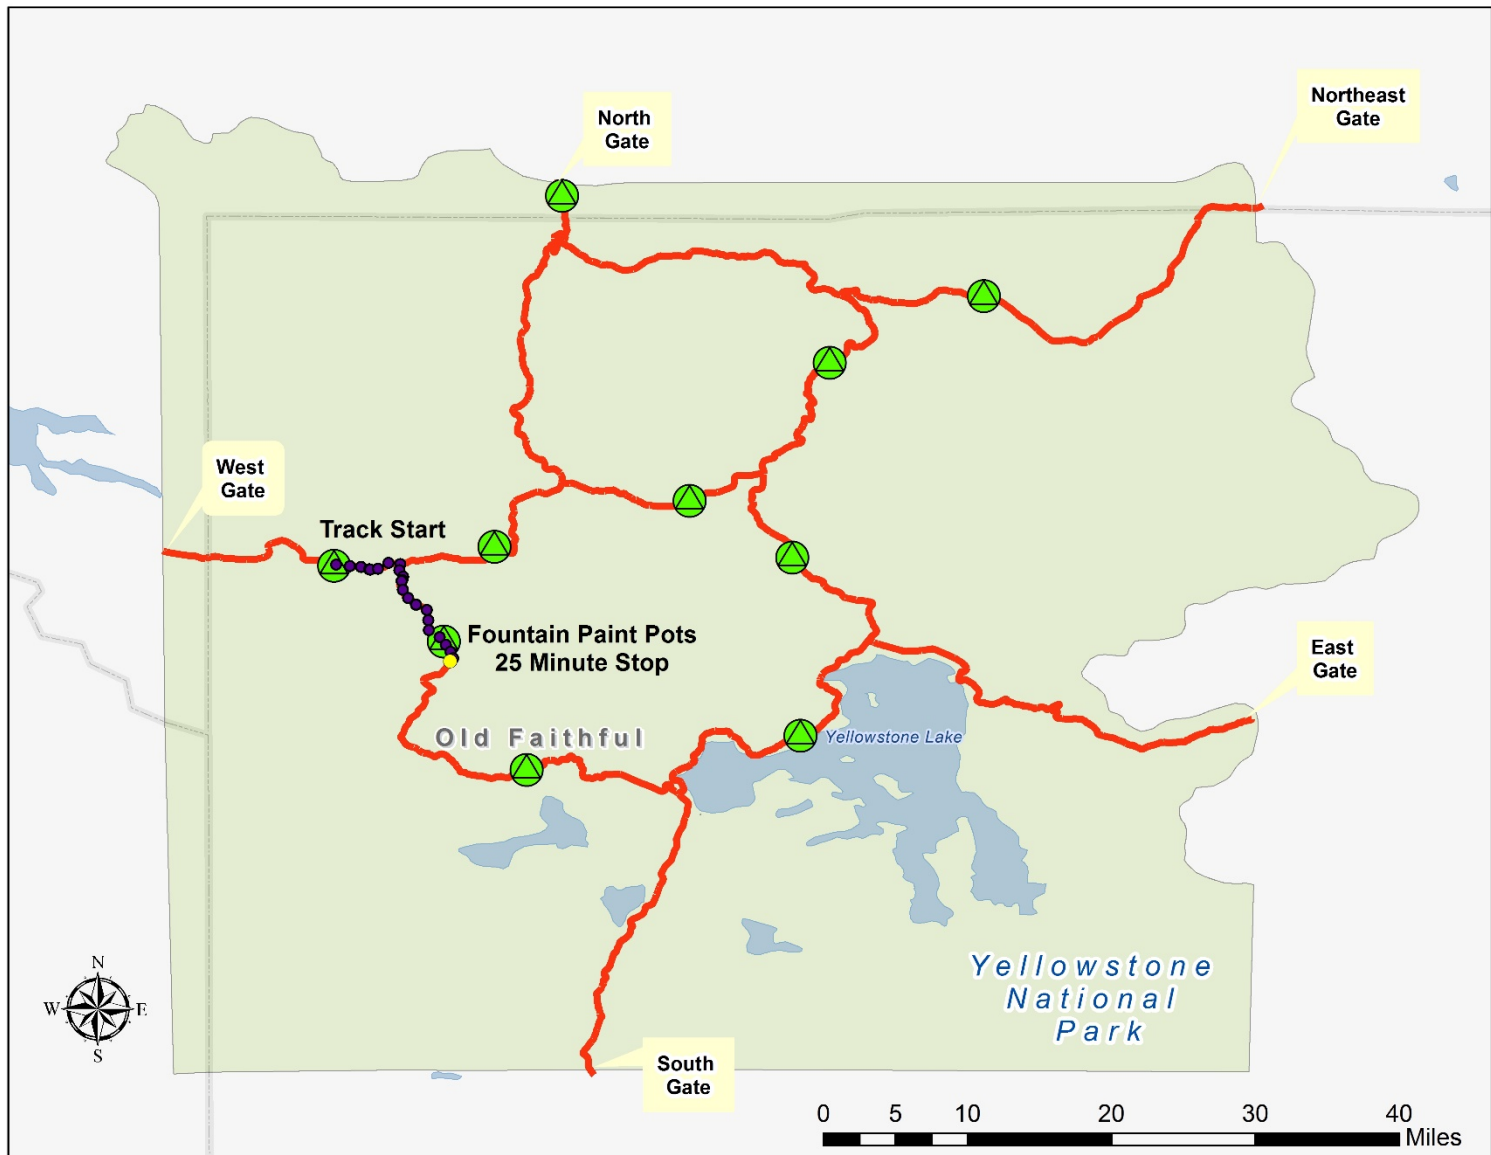 North
Gate
Northeast
Gate
West
Gate
Track Start
Fountain Paint Pots
25 Minute Stop
East
Gate
Old Faithful
Yellowstone Lake
Yellowstone
National
Park
N
W E
S
South
Gate
0 5 10 20 30 40
Miles